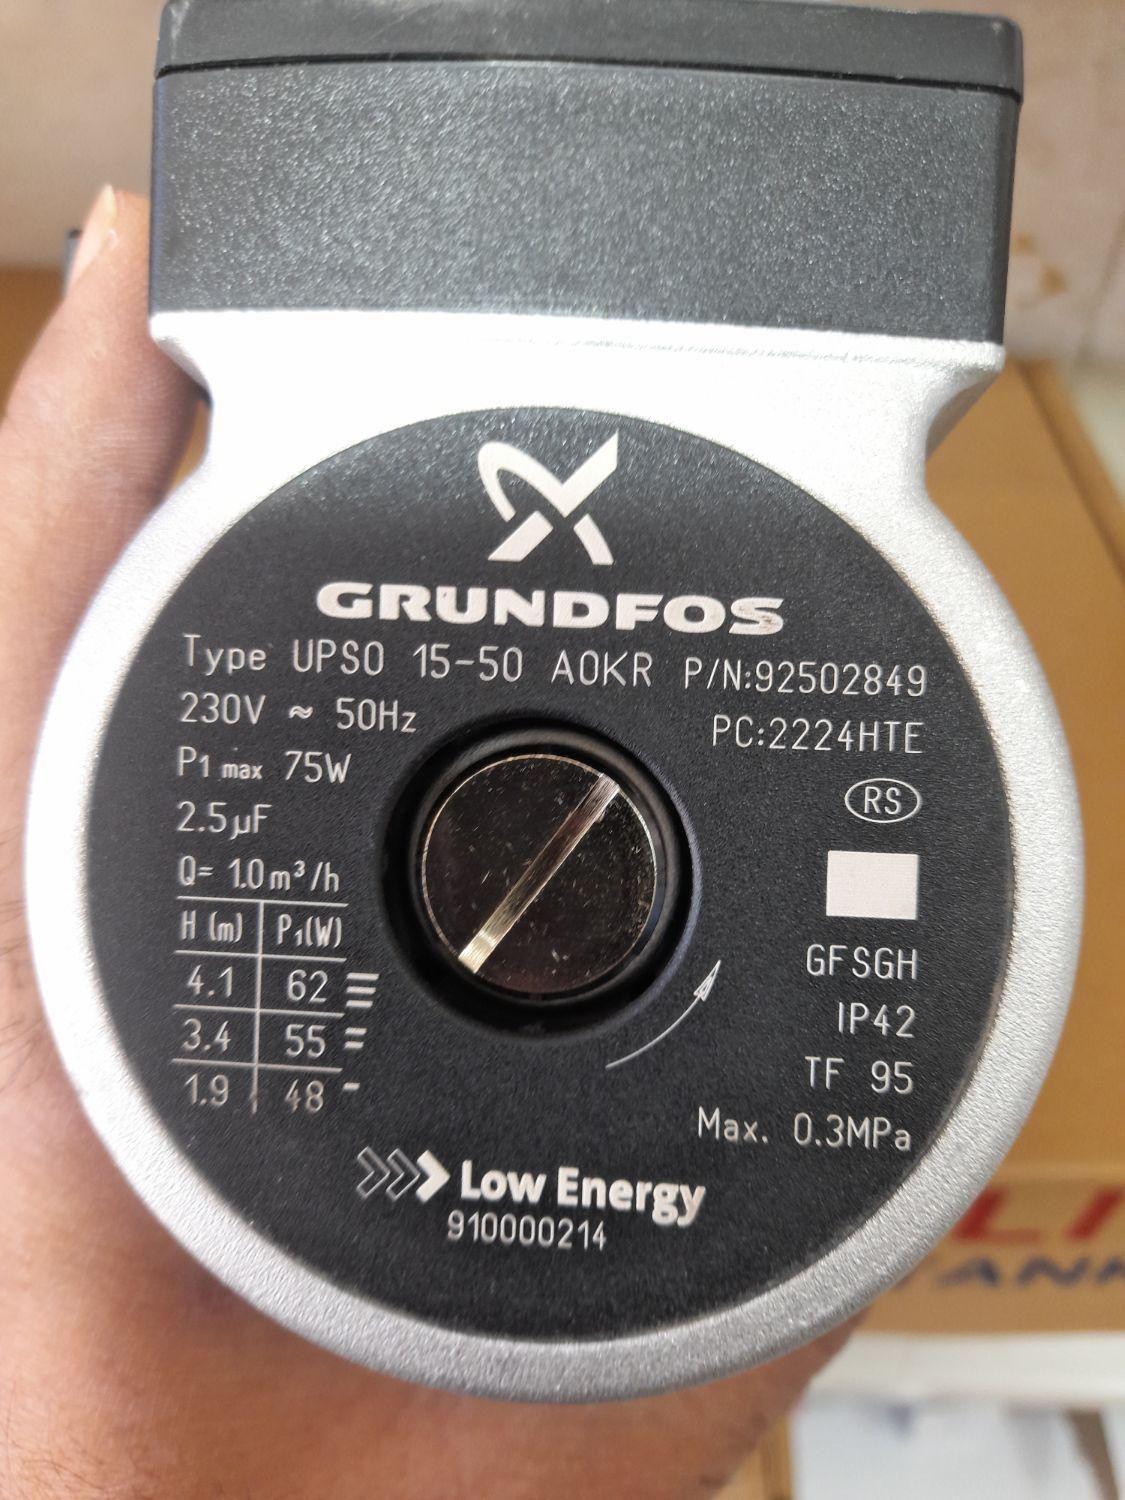 GRUNDFOS
Type UPSO 15-50 AOKR P/N:92502849
230V ≈ 50Hz PC:2224HTE
P1 max 75W
2.5µF
RS
Q= 1.0 m³/h
H (m) P₁(W)
4.1 62
3.4 55
1.9 48
GFSGH
IP42
TF 95
Max. 0.3MPa
Low Energy
910000214